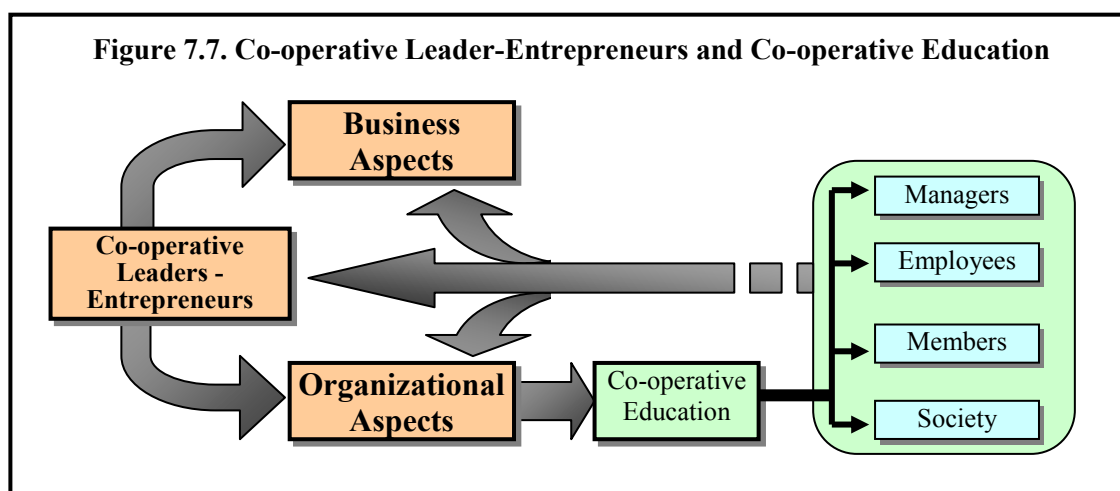 Figure 7.7. Co-operative Leader-Entrepreneurs and Co-operative Education
Business
Aspects
Co-operative
Leaders -
Entrepreneurs
Organizational
Aspects
Co-operative
Education
Managers
Employees
Members
Society